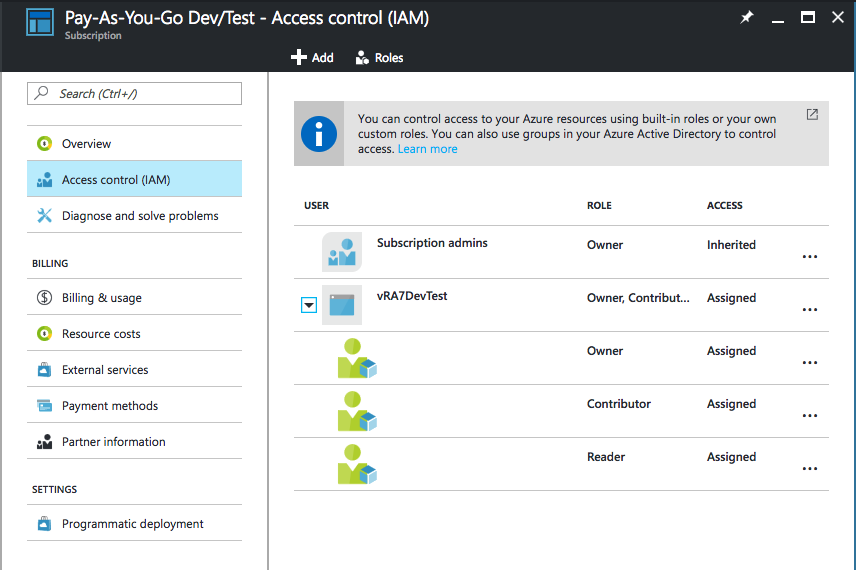 Pay-As-You-Go Dev/Test - Access control (IAM)
Subscription
Add
Roles
Search (Ctrl+/)
Overview
Access control (IAM)
Diagnose and solve problems
BILLING
Billing & usage
Resource costs
External services
Payment methods
Partner information
SETTINGS
Programmatic deployment
You can control access to your Azure resources using built-in roles or your own
custom roles. You can also use groups in your Azure Active Directory to control
access. Learn more
USER ROLE ACCESS
Subscription admins Owner Inherited ...
vRA7DevTest Owner, Contribut... Assigned ...
Owner Assigned ...
Contributor Assigned ...
Reader Assigned ...